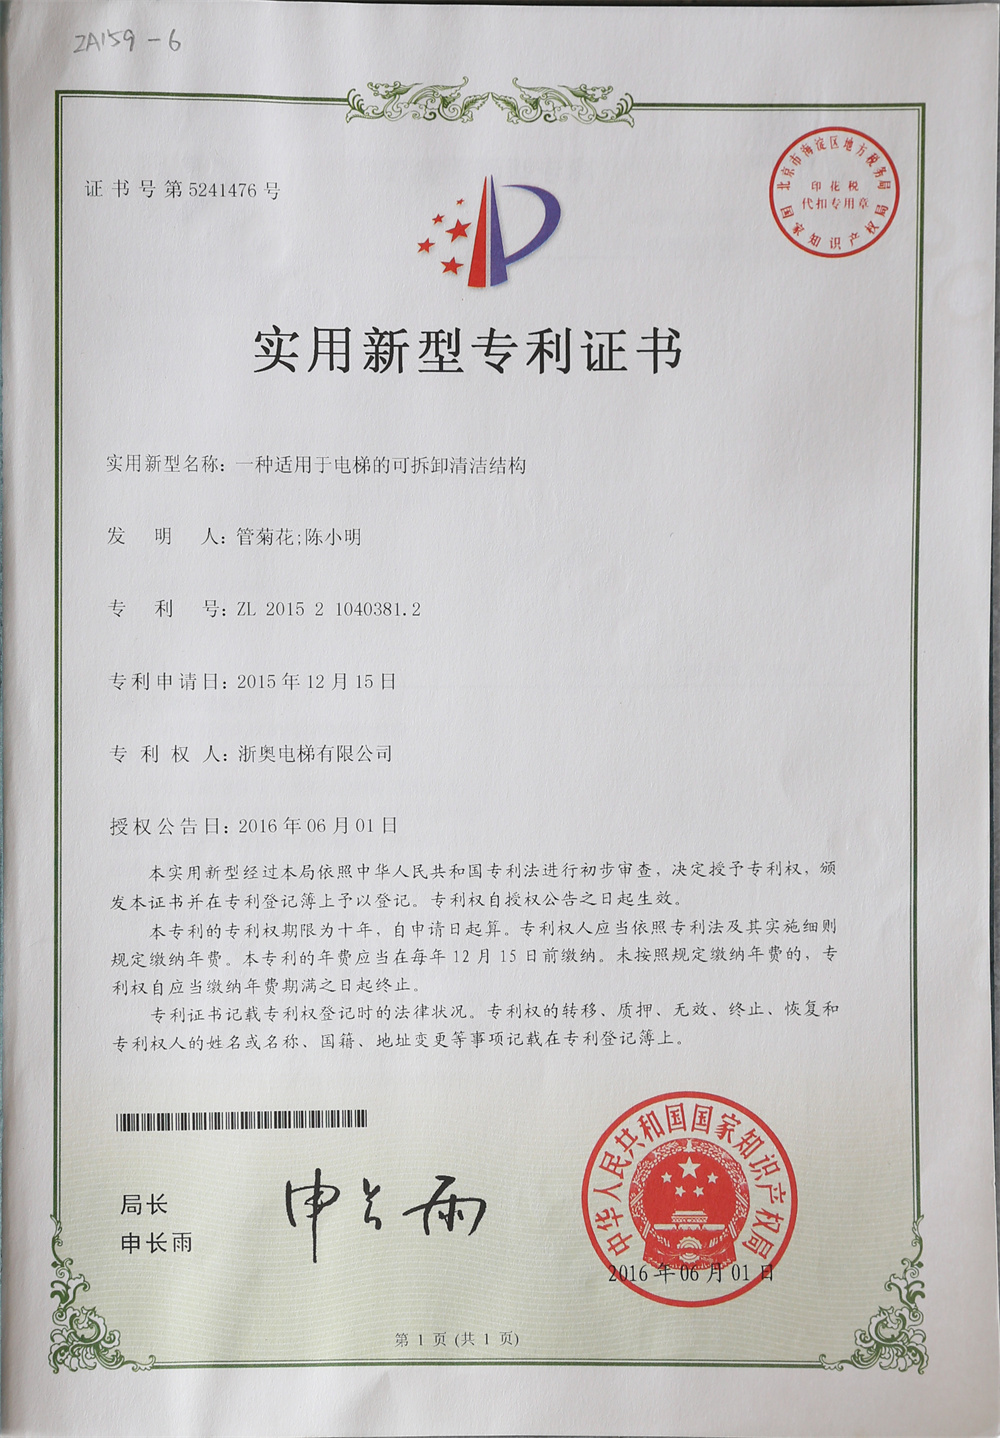 ZA159-6
证书号第5241476号
北京市海淀区地方税务局
印花税
代扣专用章
国家知识产权局
实用新型专利证书
实用新型名称：一种适用于电梯的可拆卸清洁结构
发明人：管菊花;陈小明
专利号：ZL 2015 2 1040381.2
专利申请日：2015年12月15日
专利权人：浙奥电梯有限公司
授权公告日：2016年06月01日
本实用新型经过本局依照中华人民共和国专利法进行初步审查，决定授予专利权，颁
发本证书并在专利登记簿上予以登记。专利权自授权公告之日起生效。
本专利的专利权期限为十年，自申请日起算。专利权人应当依照专利法及其实施细则
规定缴纳年费。本专利的年费应当在每年12月15日前缴纳。未按照规定缴纳年费的，专
利权自应当缴纳年费期满之日起终止。
专利证书记载专利权登记时的法律状况。专利权的转移、质押、无效、终止、恢复和
专利权人的姓名或名称、国籍、地址变更等事项记载在专利登记簿上。
局长
申长雨
申长雨
中华人民共和国国家知识产权局
2016年06月01日
第1页(共1页)